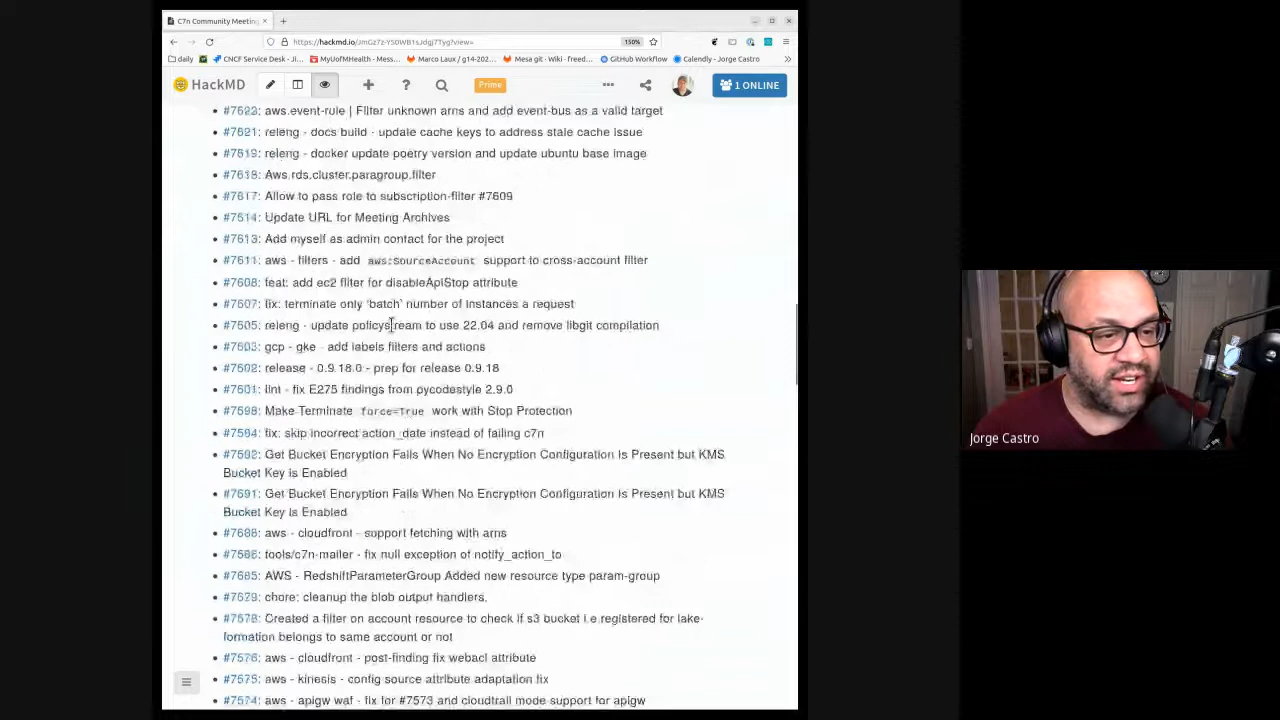 C7n Community Meeting
https://hackmd.io/JmGz7z-YS0WB1sJdgj7Tyg?view=
150%
daily
CNCF Service Desk - Ji...
MyUofMHealth - Mess...
Marco Laux / g14-202...
Mesa git · Wiki · freed...
GitHub Workflow
Calendly - Jorge Castro
HackMD
Prime
1 ONLINE
aws.event-rule | Filter unknown arns and add event-bus as a valid target
#7621: releng - docs build - update cache keys to address stale cache issue
#7619: releng - docker update poetry version and update ubuntu base image
Aws.rds.cluster.paragroup.filter
#7617: Allow to pass role to subscription-filter #7609
#7614: Update URL for Meeting Archives
#7613: Add myself as admin contact for the project
#7611: aws - filters - add aws:SourceAccount support to cross-account filter
#7608: feat: add ec2 filter for disableApiStop attribute
#7607: fix: terminate only 'batch' number of instances a request
#7605: releng - update policystream to use 22.04 and remove libgit compilation
#7603: gcp - gke - add labels filters and actions
#7602: release - 0.9.18.0 - prep for release 0.9.18
#7601: lint - fix E275 findings from pycodestyle 2.9.0
Make Terminate force=True work with Stop Protection
fix: skip incorrect action_date instead of failing c7n
Get Bucket Encryption Fails When No Encryption Configuration Is Present but KMS
Bucket Key is Enabled
Get Bucket Encryption Fails When No Encryption Configuration Is Present but KMS
Bucket Key is Enabled
aws - cloudfront - support fetching with arns
tools/c7n-mailer - fix null exception of notify_action_to
AWS - RedshiftParameterGroup Added new resource type param-group
chore: cleanup the blob output handlers.
Created a filter on account resource to check if s3 bucket i.e registered for lake-
formation belongs to same account or not
#7576: aws - cloudfront - post-finding fix webacl attribute
#7575: aws - kinesis - config source attribute adaptation fix
#7574: aws - apigw waf - fix for #7573 and cloudtrail mode support for apigw
Jorge Castro